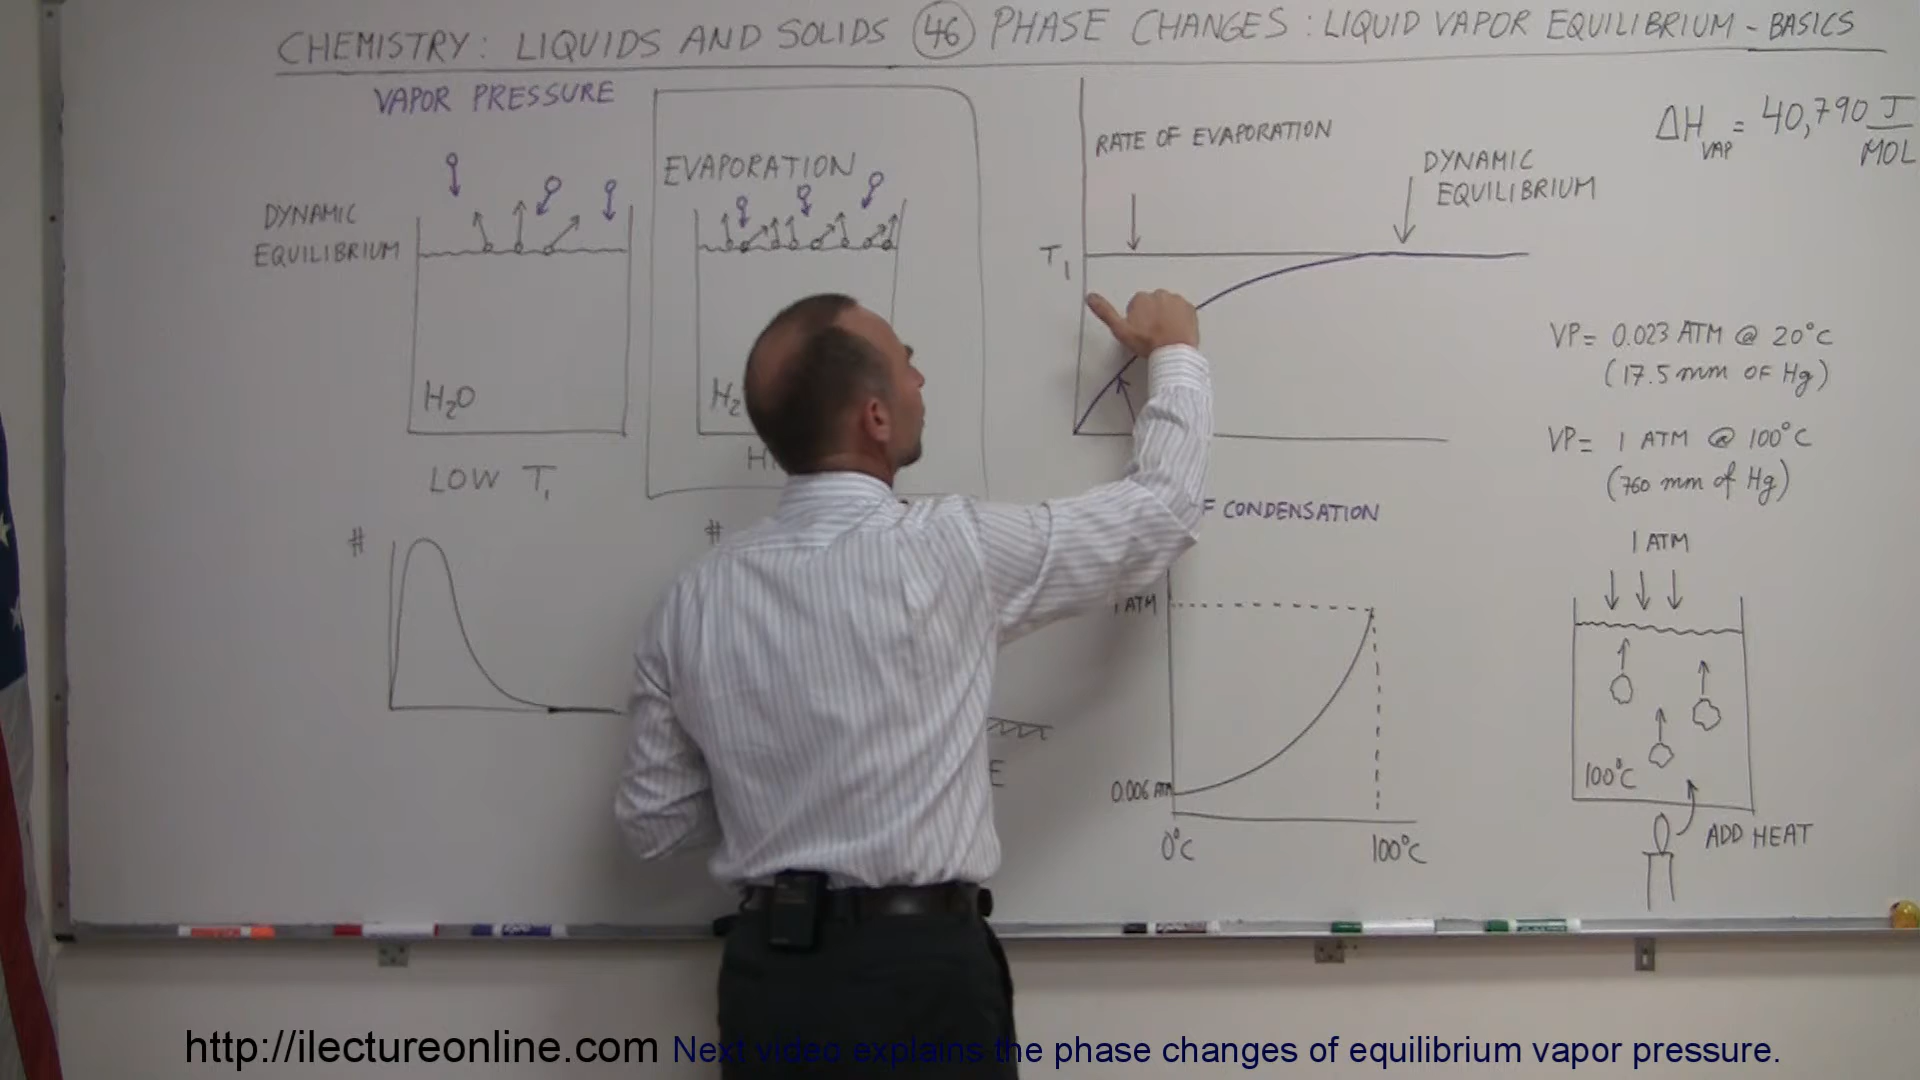 CHEMISTRY: LIQUIDS AND SOLIDS 46 PHASE CHANGES: LIQUID VAPOR EQUILIBRIUM - BASICS
VAPOR PRESSURE
DYNAMIC
EQUILIBRIUM
H₂O
LOW T₁
EVAPORATION
H₂
RATE OF EVAPORATION
DYNAMIC
EQUILIBRIUM
T₁
F CONDENSATION
ΔH VAP = 40,790 J/MOL
VP = 0.023 ATM @ 20°C
(17.5 mm OF Hg)
VP = 1 ATM @ 100°C
(760 mm of Hg)
#
#
E
1 ATM
0.006 ATM
0°C
100°C
1 ATM
100°C
ADD HEAT
http://ilectureonline.com Next video explains the phase changes of equilibrium vapor pressure.